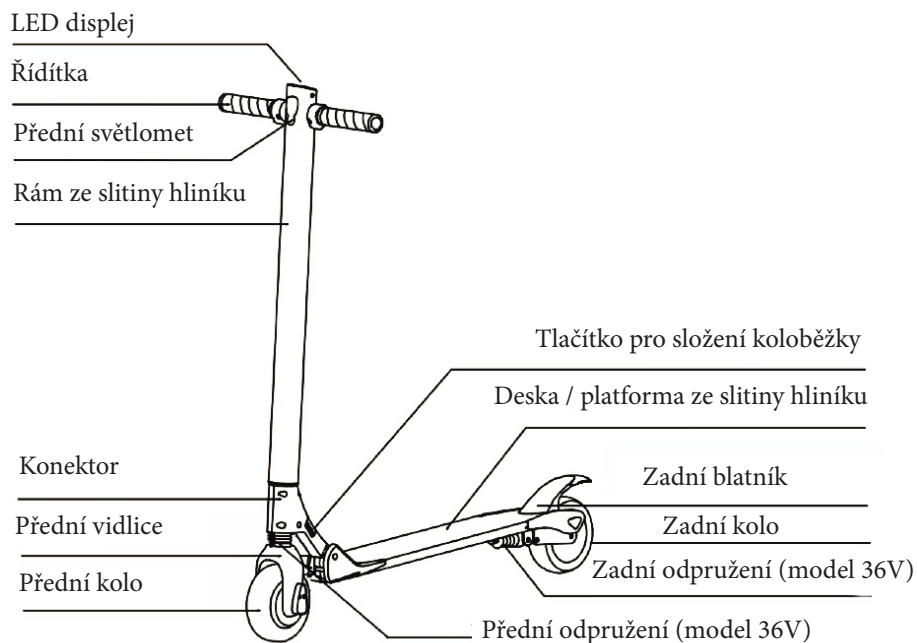 LED displej
Řídítka
Přední světlomet
Rám ze slitiny hliníku
Tlačítko pro složení koloběžky
Deska / platforma ze slitiny hliníku
Konektor
Zadní blatník
Přední vidlice
Zadní kolo
Přední kolo
Zadní odpružení (model 36V)
Přední odpružení (model 36V)